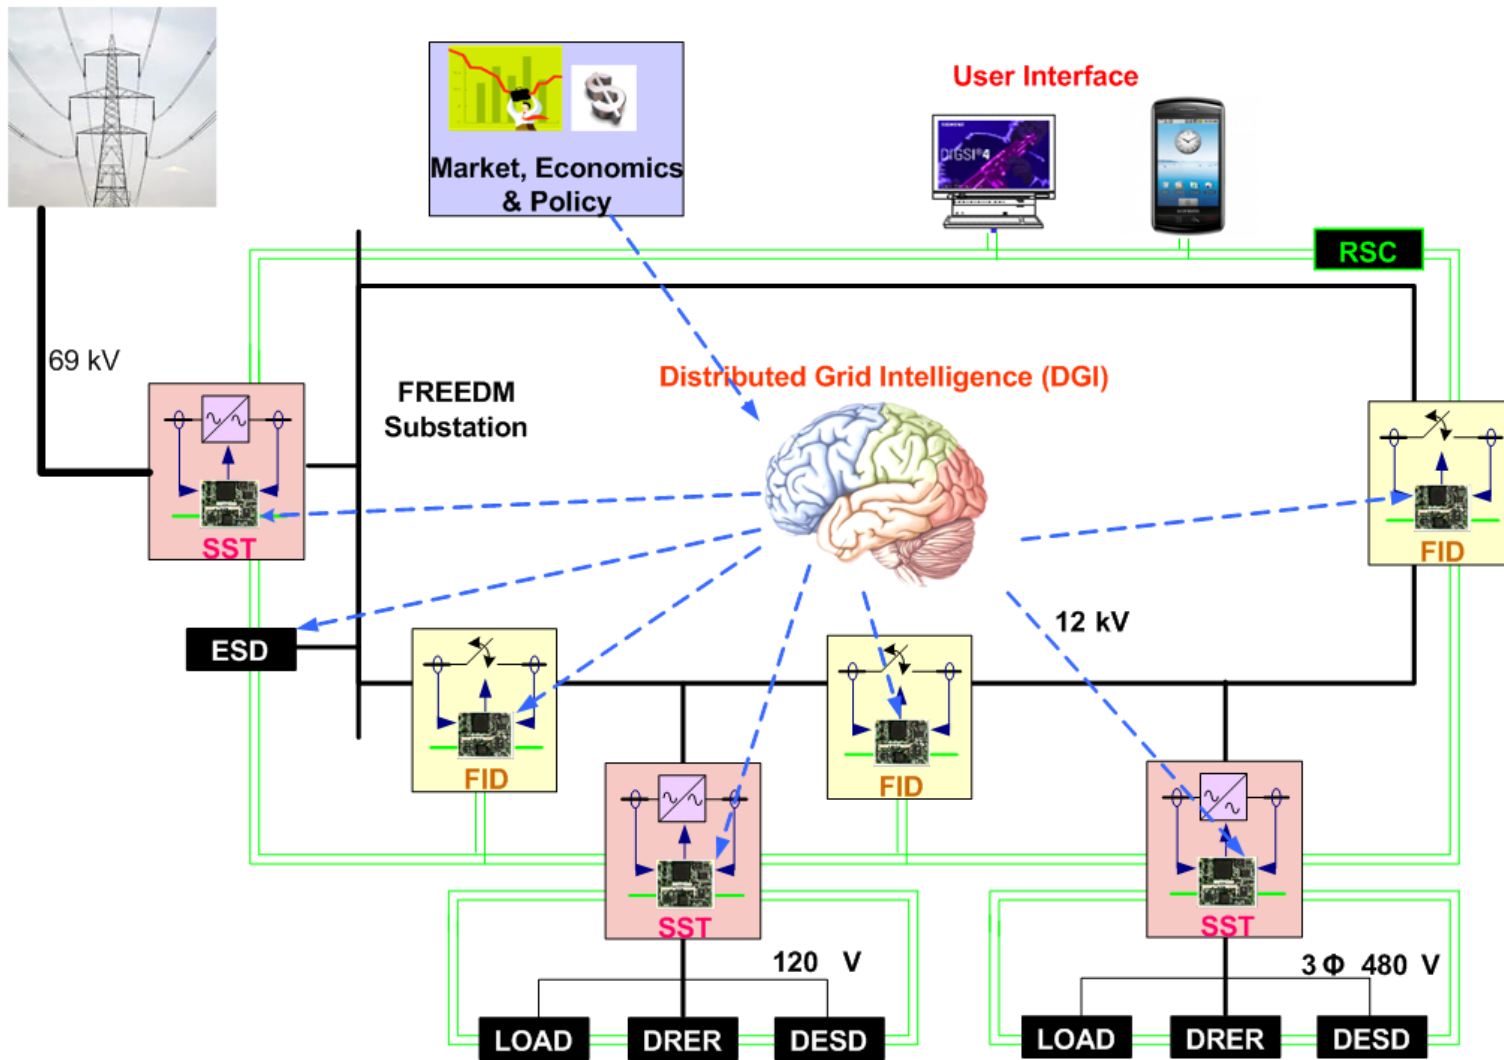 User Interface
DIGSI®4
Market, Economics
& Policy
RSC
69 kV
FREEDM
Substation
Distributed Grid Intelligence (DGI)
SST
FID
12 kV
ESD
FID
FID
SST
SST
120 V
3 Φ 480 V
LOAD
DRER
DESD
LOAD
DRER
DESD